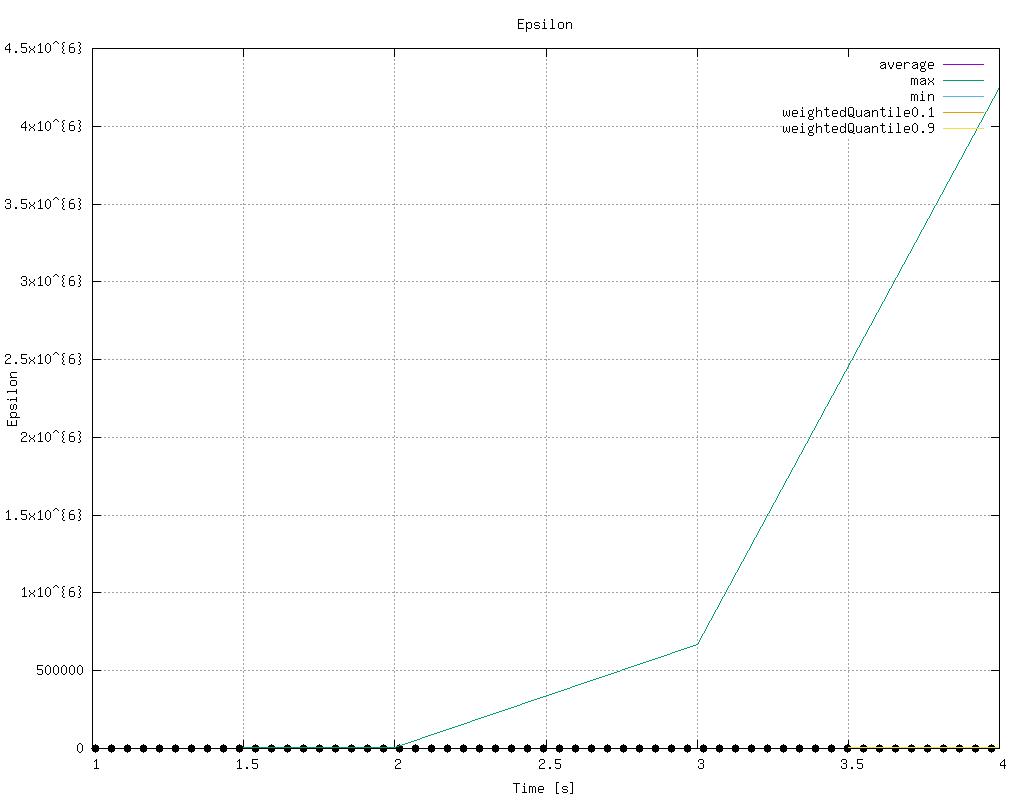 Epsilon
4.5x10^{6}
4x10^{6}
3.5x10^{6}
3x10^{6}
2.5x10^{6}
2x10^{6}
1.5x10^{6}
1x10^{6}
500000
0
Epsilon
average
max
min
weightedQuantile0.1
weightedQuantile0.9
1 1.5 2 2.5 3 3.5 4
Time [s]